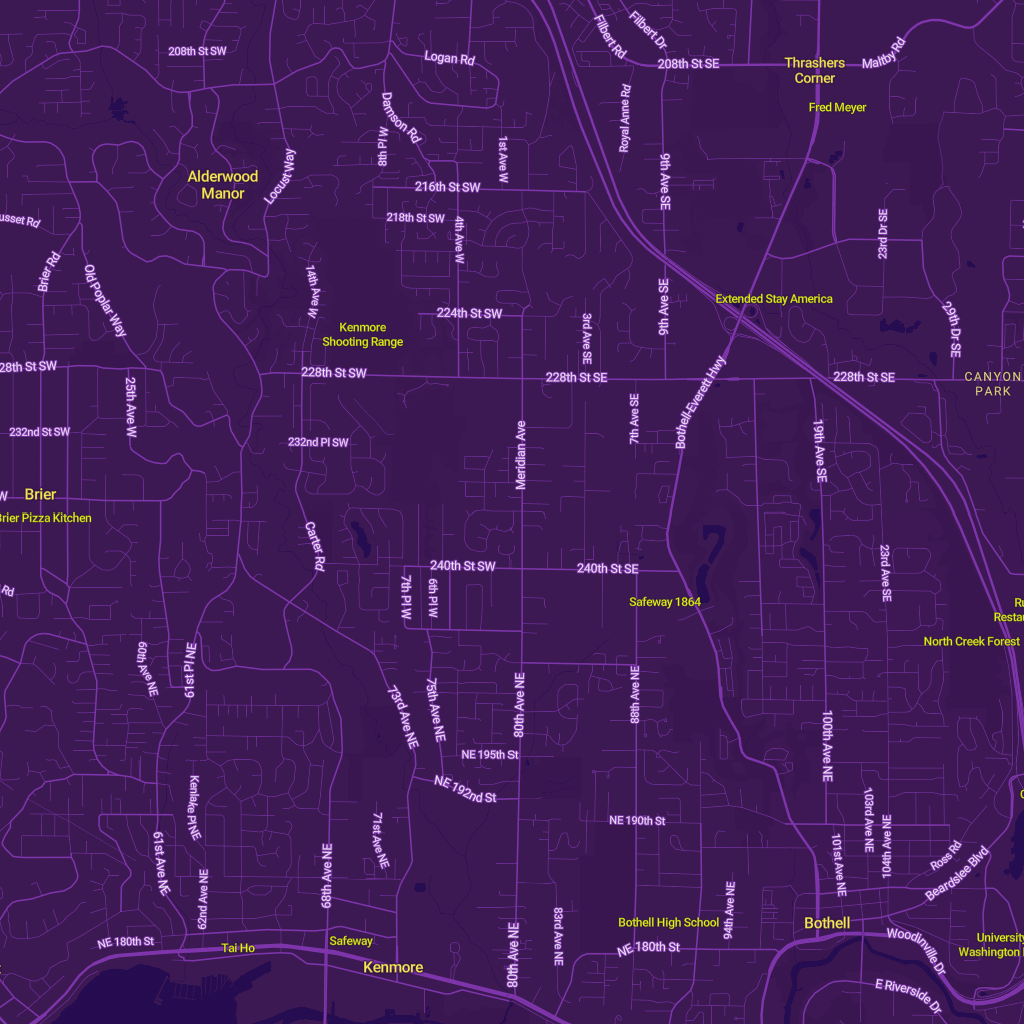 Filbert Rd
Filbert Dr
208th St SW
Logan Rd
208th St SE
Thrashers
Corner
Maltby Rd
Fred Meyer
Damson Rd
Royal Anne Rd
8th Pl W
1st Ave W
Locust Way
9th Ave SE
Alderwood
Manor
216th St SW
218th St SW
4th Ave W
usset Rd
23rd Dr SE
Brier Rd
Old Poplar Way
14th Ave W
9th Ave SE
Extended Stay America
224th St SW
3rd Ave SE
29th Dr SE
Kenmore
Shooting Range
28th St SW
228th St SW
228th St SE
228th St SE
CANYON
PARK
25th Ave W
7th Ave SE
Bothell-Everett Hwy
232nd St SW
232nd Pl SW
Meridian Ave
19th Ave SE
W
Brier
Brier Pizza Kitchen
Carter Rd
240th St SW
240th St SE
23rd Ave SE
Rd
7th Pl W
6th Pl W
Safeway 1864
Ru
Restau
North Creek Forest
60th Ave NE
61st Pl NE
73rd Ave NE
75th Ave NE
80th Ave NE
88th Ave NE
100th Ave NE
NE 195th St
NE 192nd St
Kenlake Pl NE
NE 190th St
103rd Ave NE
104th Ave NE
71st Ave NE
61st Ave NE
101st Ave NE
Ross Rd
Beardslee Blvd
68th Ave NE
62nd Ave NE
94th Ave NE
83rd Ave NE
80th Ave NE
Bothell High School
Bothell
NE 180th St
Tai Ho
Safeway
NE 180th St
Woodinville Dr
University
Washington
Kenmore
E Riverside Dr